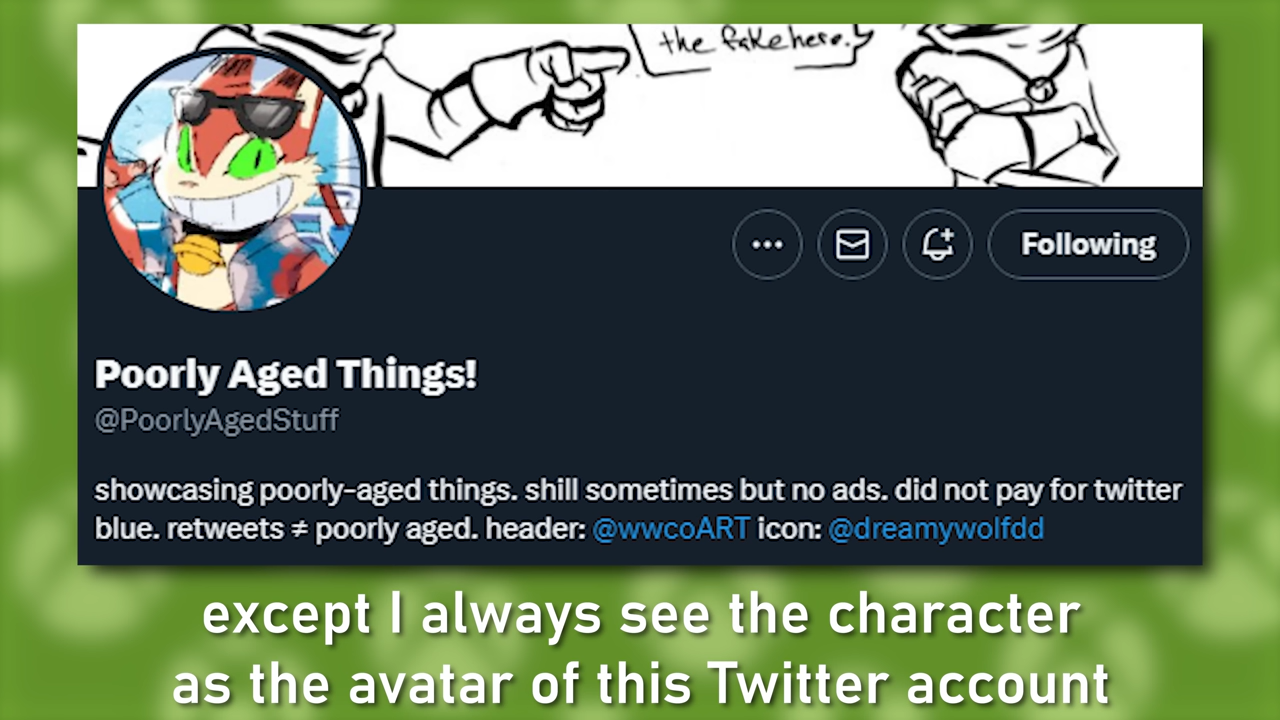 the fake hero.
Following
Poorly Aged Things!
@PoorlyAgedStuff
showcasing poorly-aged things. shill sometimes but no ads. did not pay for twitter
blue. retweets ≠ poorly aged. header: @wwcoART icon: @dreamywolfdd
except I always see the character
as the avatar of this Twitter account